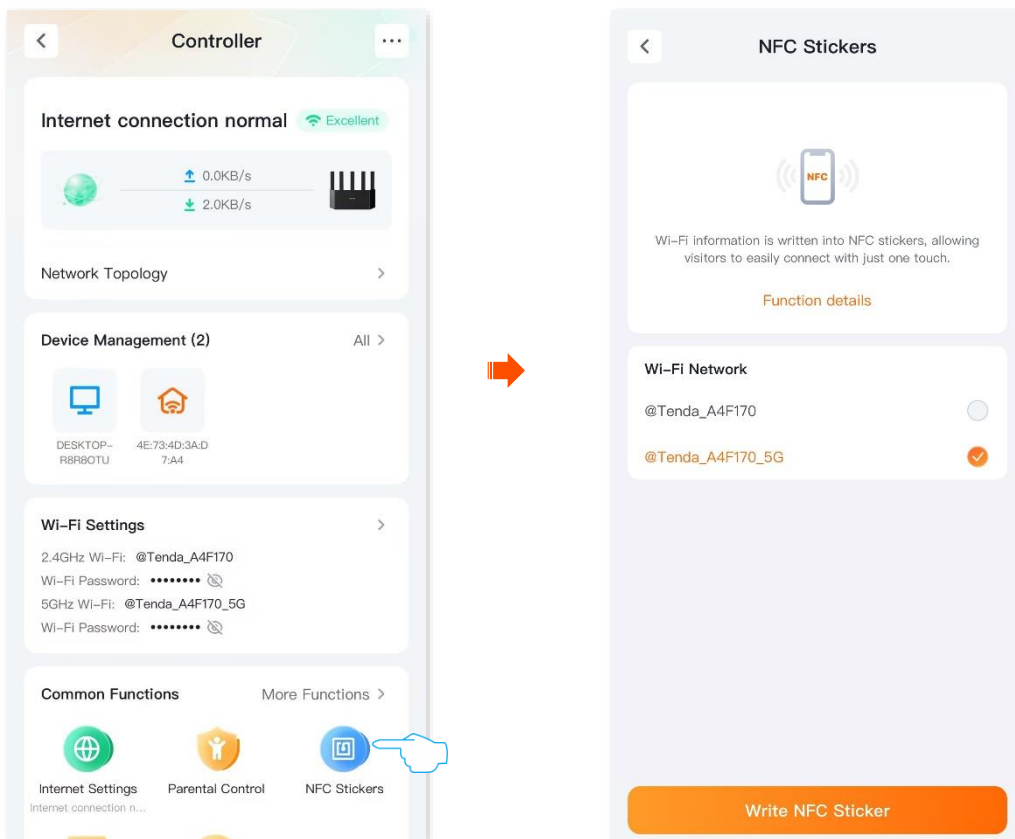 Controller
Internet connection normal
Excellent
0.0KB/s
2.0KB/s
Network Topology
Device Management (2)
All
DESKTOP-
R8R8OTU
4E:73:4D:3A:D
7:A4
Wi-Fi Settings
2.4GHz Wi-Fi: @Tenda_A4F170
Wi-Fi Password: ••••••••
5GHz Wi-Fi: @Tenda_A4F170_5G
Wi-Fi Password: ••••••••
Common Functions
More Functions
Internet Settings
Internet connection n...
Parental Control
NFC Stickers
NFC Stickers
NFC
Wi-Fi information is written into NFC stickers, allowing
visitors to easily connect with just one touch.
Function details
Wi-Fi Network
@Tenda_A4F170
@Tenda_A4F170_5G
Write NFC Sticker